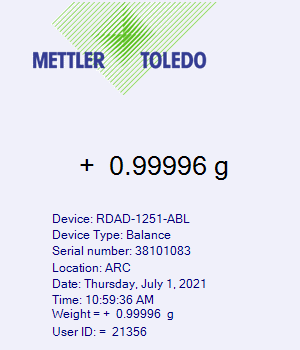 METTLER TOLEDO
+ 0.99996 g
Device: RDAD-1251-ABL
Device Type: Balance
Serial number: 38101083
Location: ARC
Date: Thursday, July 1, 2021
Time: 10:59:36 AM
Weight = + 0.99996 g
User ID: = 21356